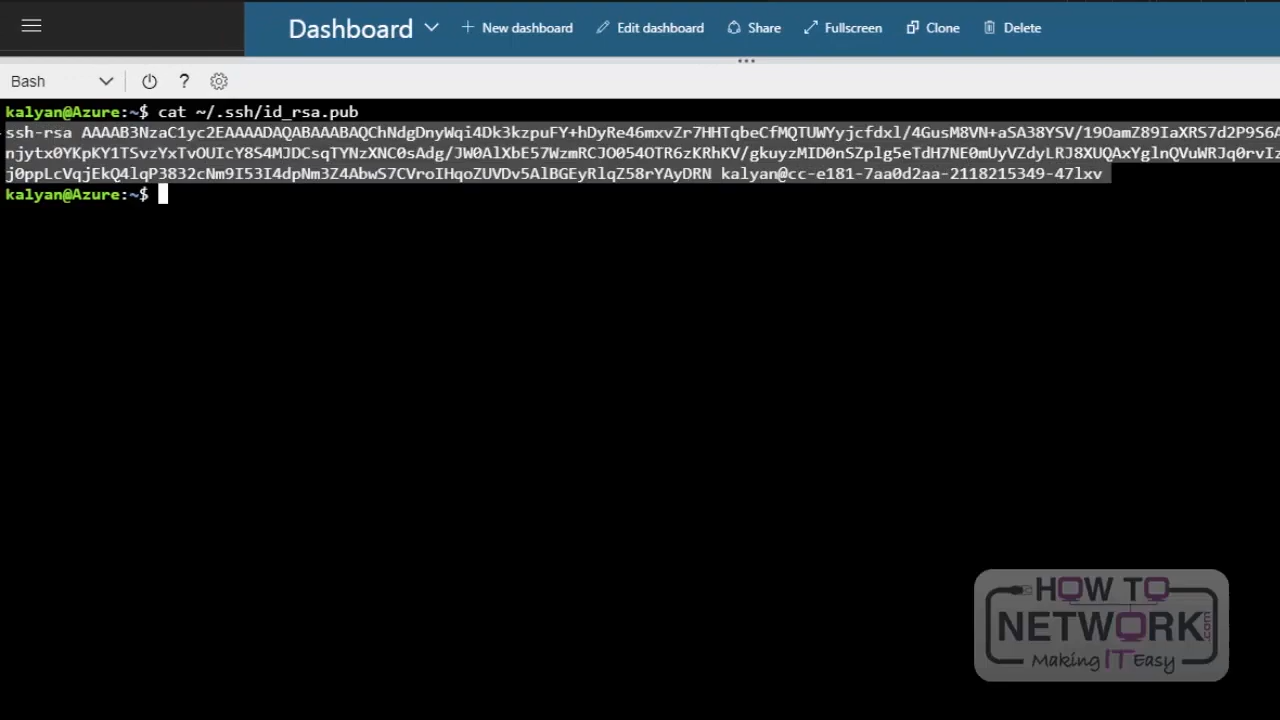 Dashboard New dashboard Edit dashboard Share Fullscreen Clone Delete
Bash ?
kalyan@Azure:~$ cat ~/.ssh/id_rsa.pub
ssh-rsa AAAAB3NzaC1yc2EAAAADAQABAAABAQChNdgDnyWqi4Dk3kzpuFY+hDyRe46mxvZr7HHTqbeCfMQTUWYyjcfdxl/4GusM8VN+aSA38YSV/19OamZ89IaXRS7d2P9S6A
njytx0YKpKY1TSvzYxTvOUIcY8S4MJDCsqTYNzXNC0sAdg/JW0AlXbE57WzmRCJO054OTR6zKRhKV/gkuyzMID0nSZplg5eTdH7NE0mUyVZdyLRJ8XUQAxYglnQVuWRJq0rvIz
j0ppLcVqjEkQ4lqP3832cNm9I53I4dpNm3Z4AbwS7CVroIHqoZUVDv5AlBGEyRlqZ58rYAyDRN kalyan@cc-e181-7aa0d2aa-2118215349-47lxv
kalyan@Azure:~$
HOW TO
NETWORK.com
Making IT Easy